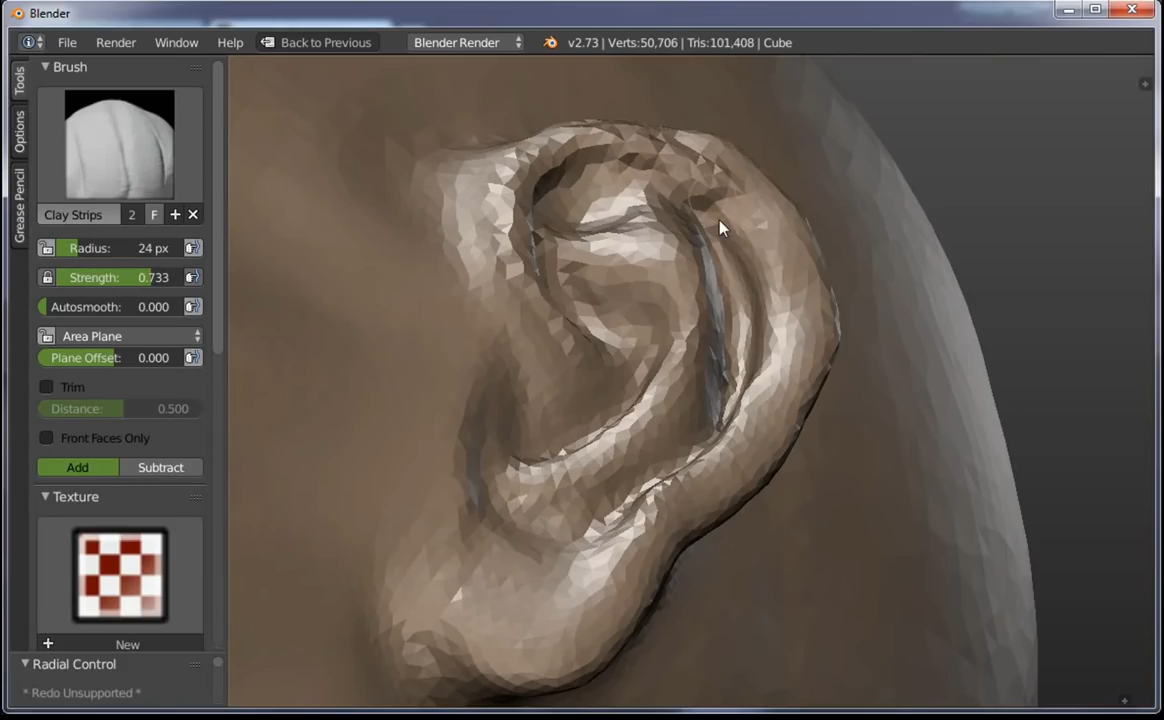 Blender
File Render Window Help Back to Previous Blender Render v2.73 | Verts:50,706 | Tris:101,408 | Cube
Tools
Options
Grease Pencil
Brush
Clay Strips 2 F
Radius: 24 px
Strength: 0.733
Autosmooth: 0.000
Area Plane
Plane Offset: 0.000
Trim
Distance: 0.500
Front Faces Only
Add Subtract
Texture
New
Radial Control
* Redo Unsupported *